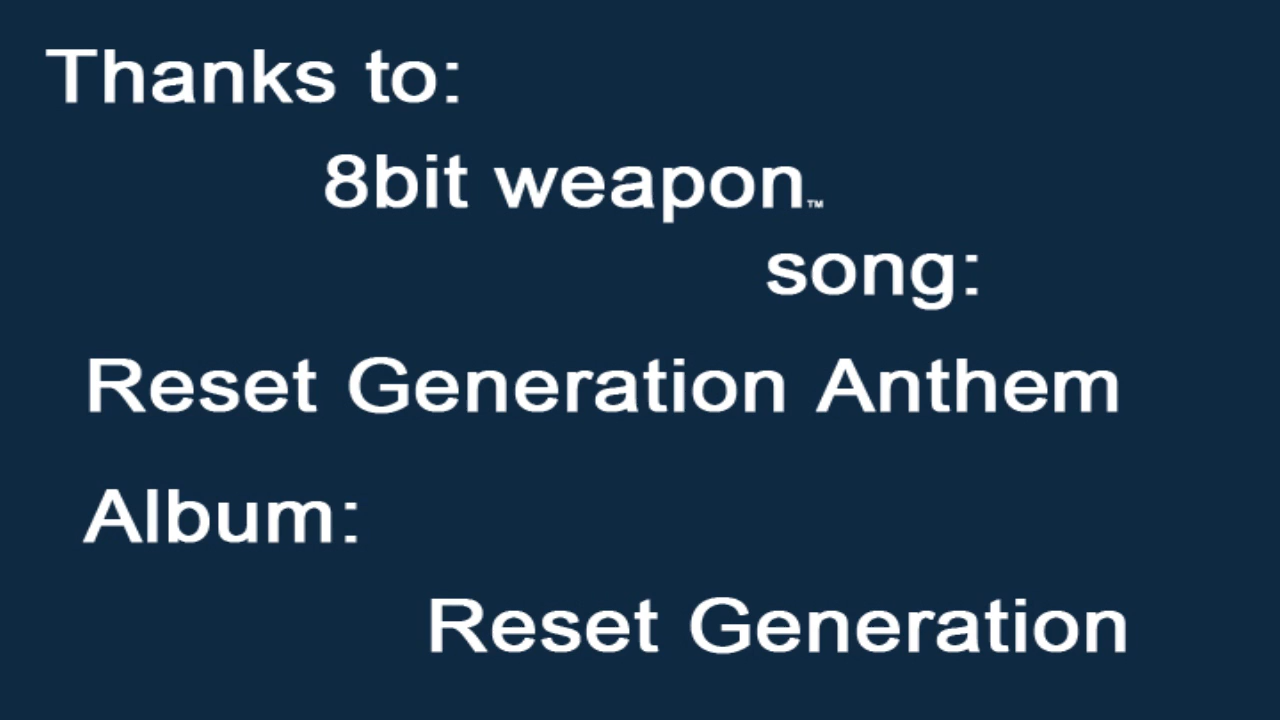 Thanks to:
8bit weapon™
song:
Reset Generation Anthem
Album:
Reset Generation